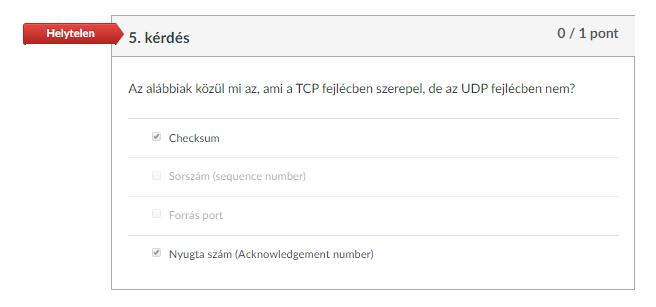 Helytelen
5. kérdés
0 / 1 pont
Az alábbiak közül mi az, ami a TCP fejlécben szerepel, de az UDP fejlécben nem?
Checksum
Sorszám (sequence number)
Forrás port
Nyugta szám (Acknowledgement number)